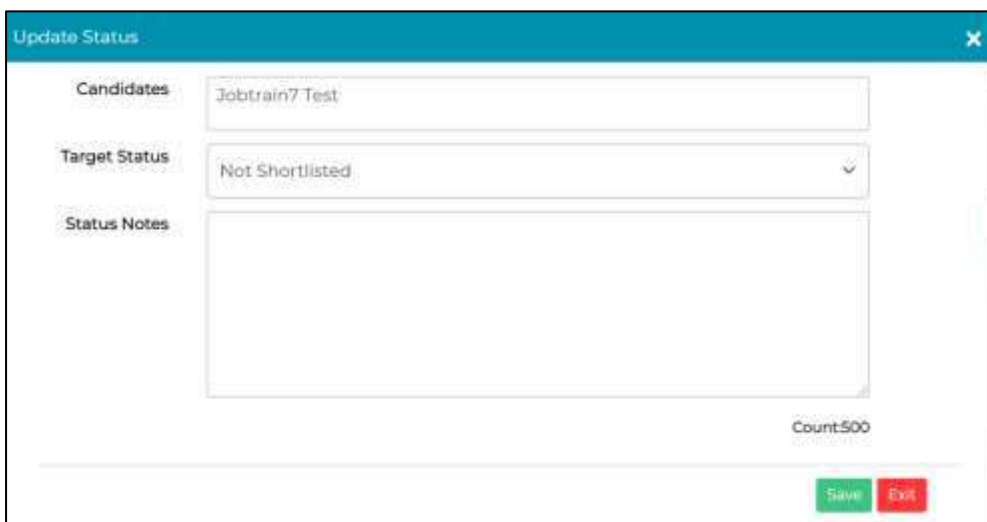 Update Status
Candidates
Jobtrain7 Test
Target Status
Not Shortlisted
Status Notes
Count:500
Save Exit